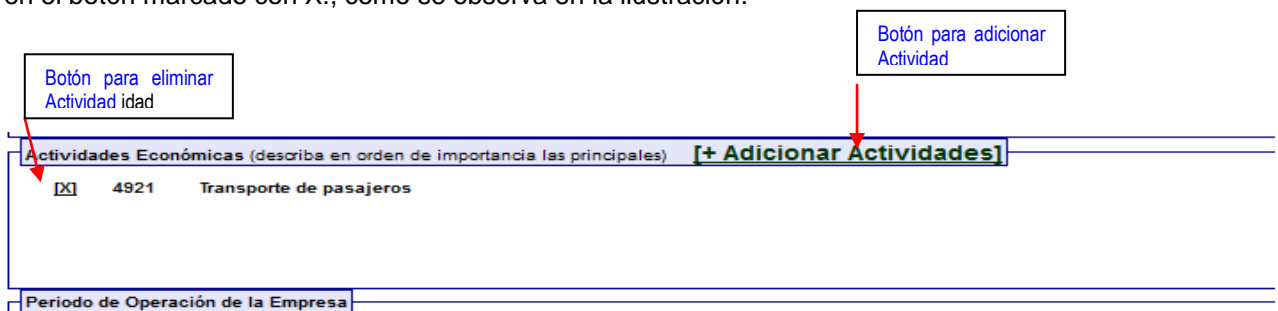 en el botón marcado con X., como se observa en la ilustración.
Botón para adicionar
Actividad
Botón para eliminar
Actividad idad
Actividades Económicas (describa en orden de importancia las principales) [+ Adicionar Actividades]
[X] 4921 Transporte de pasajeros
Periodo de Operación de la Empresa